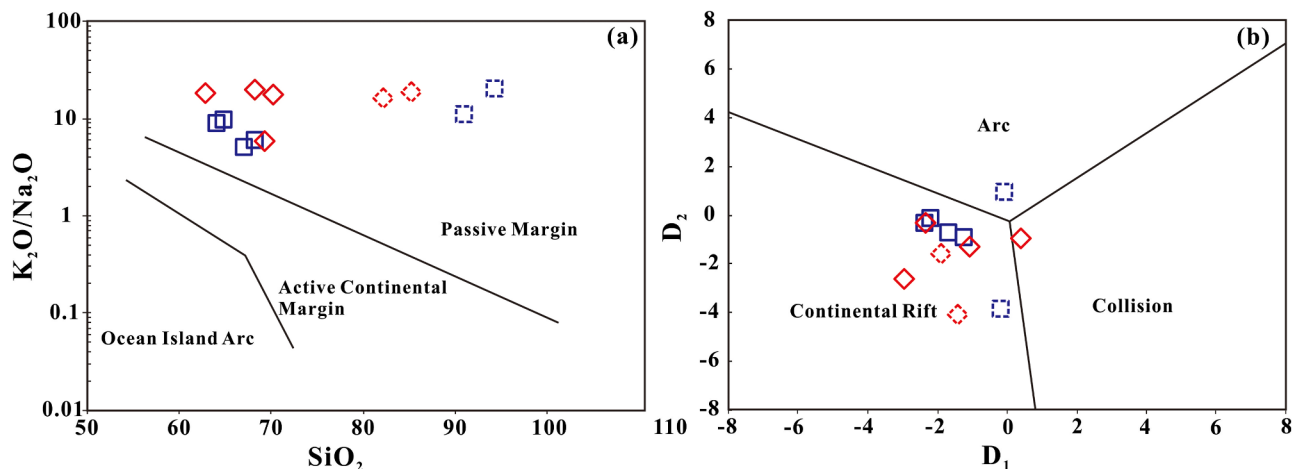 100
10
1
0.1
0.01
50
60
70
80
90
100
110
K₂O/Na₂O
SiO₂
(a)
Passive Margin
Active Continental
Margin
Ocean Island Arc
8
6
4
2
0
-2
-4
-6
-8
-8
-6
-4
-2
0
2
4
6
8
D₂
D₁
(b)
Arc
Continental Rift
Collision